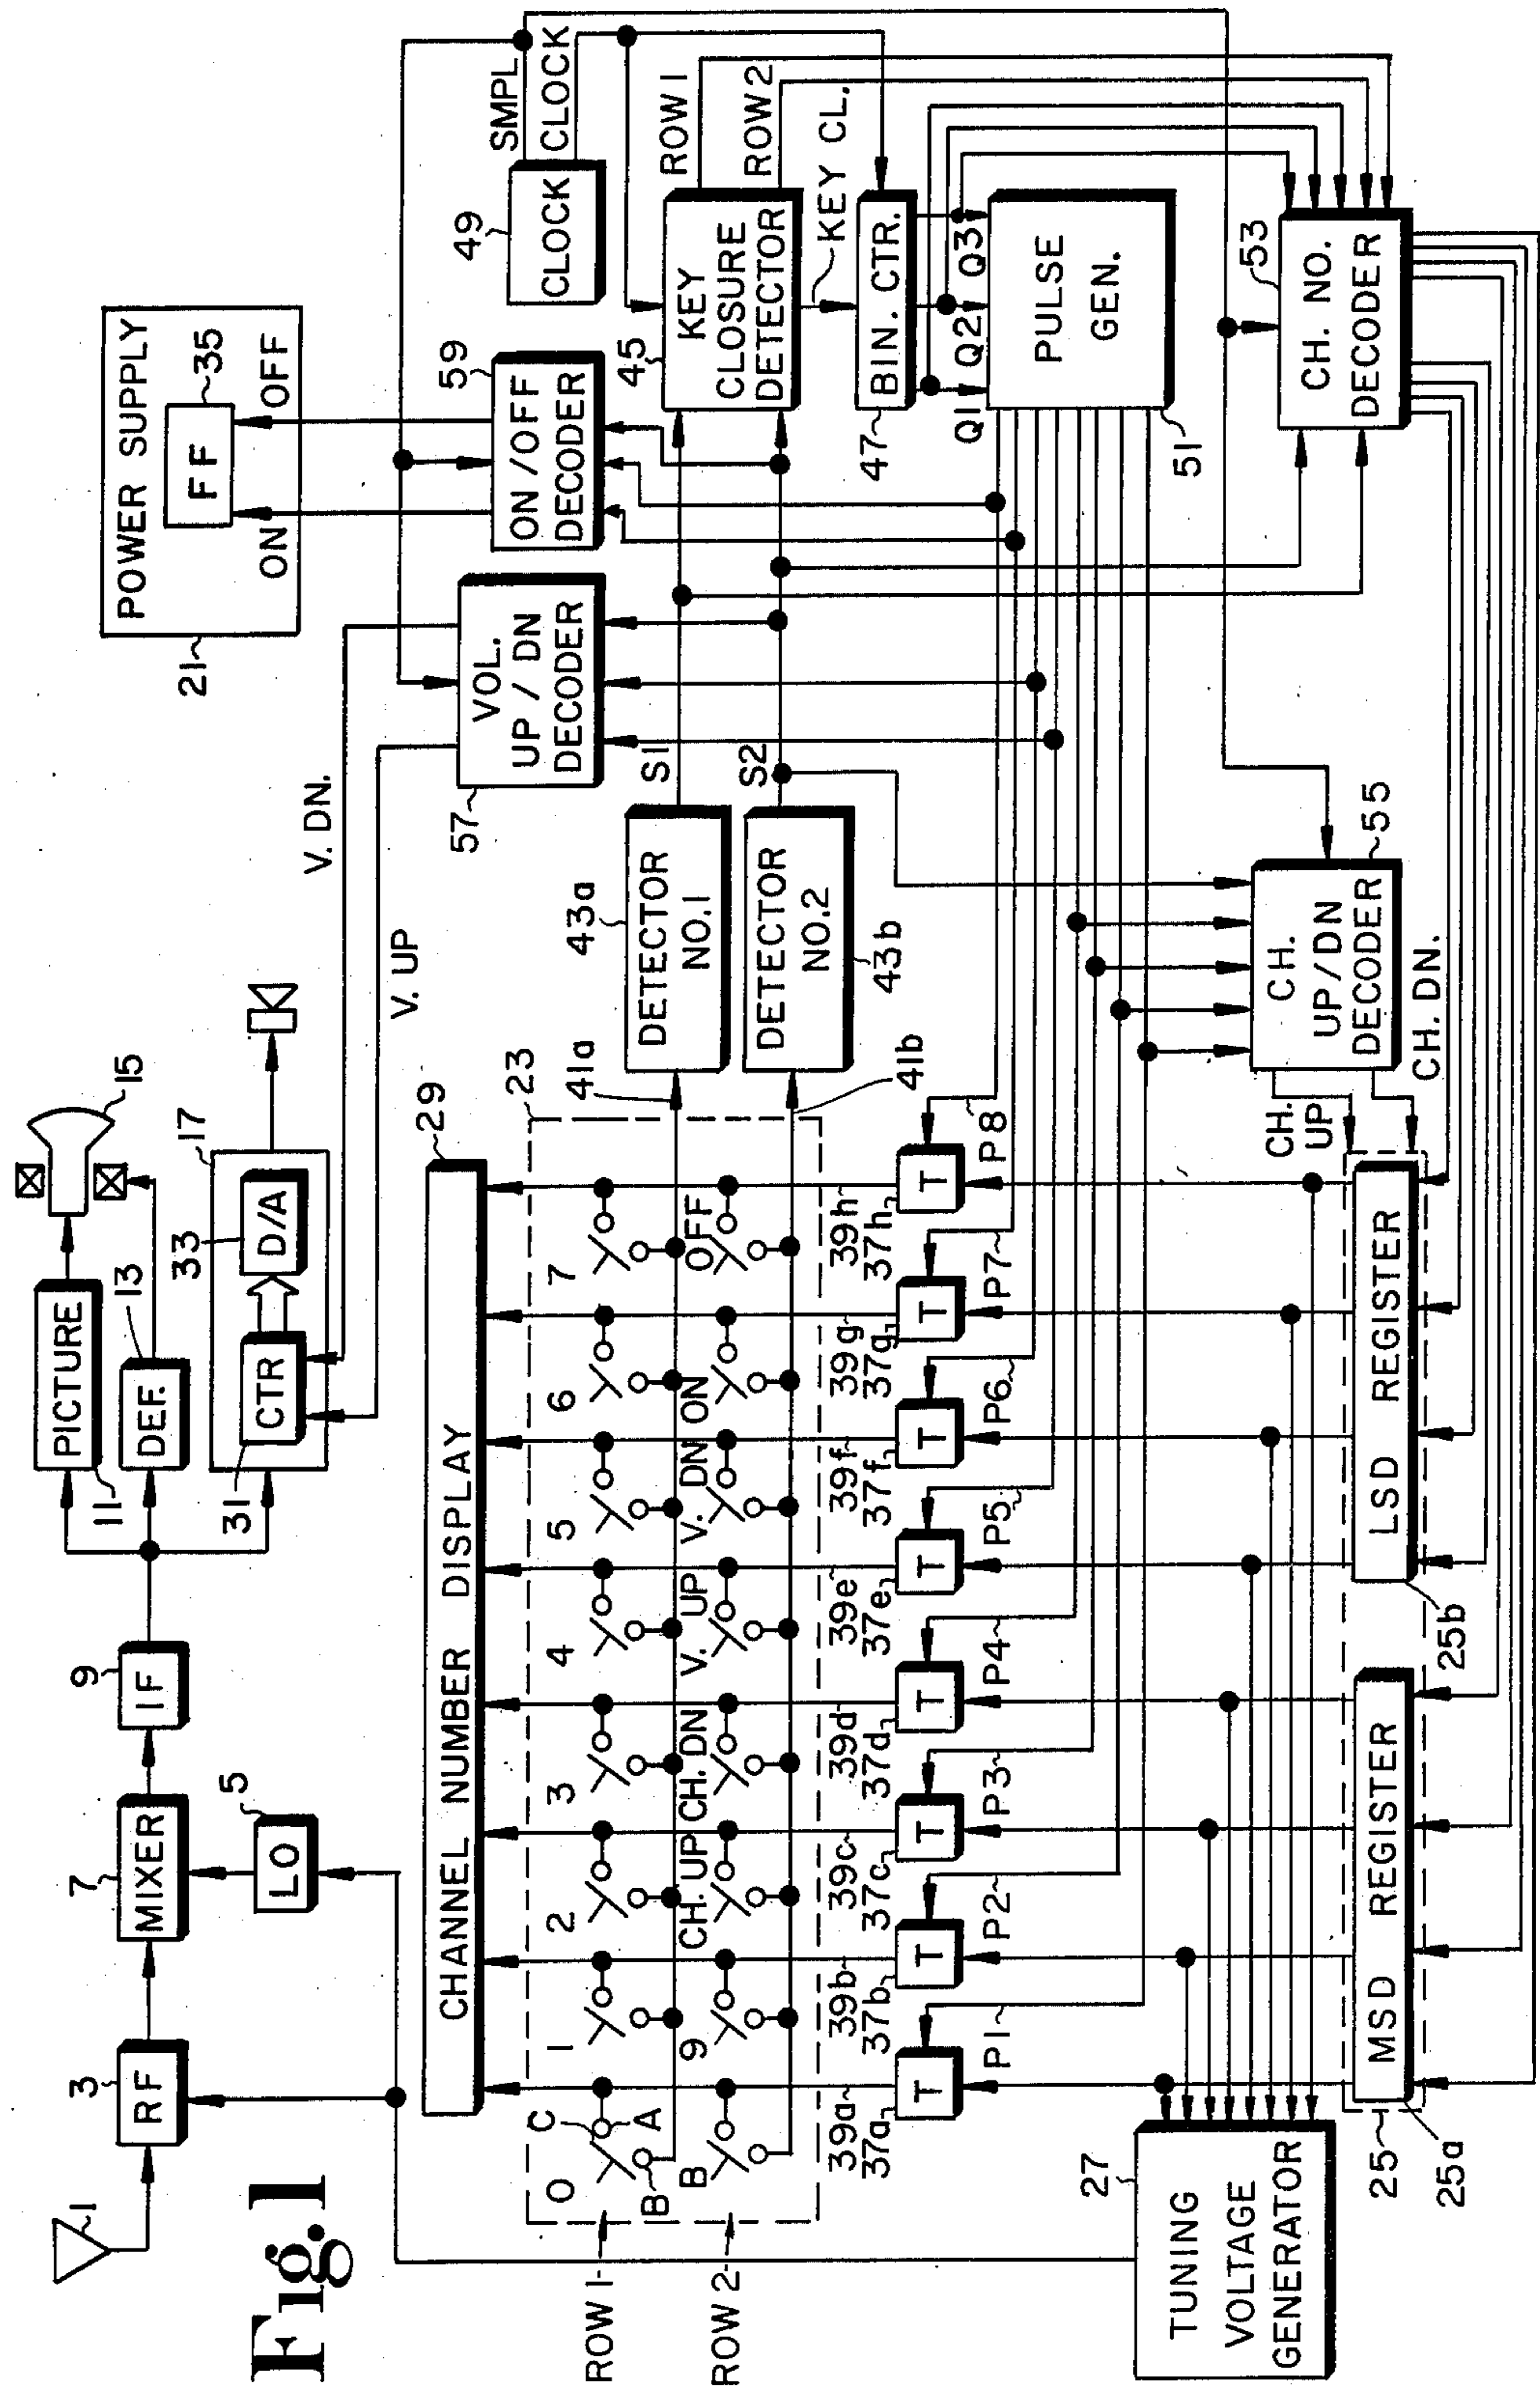 Fig.1
1
3
RF
7
MIXER
5
LO
9
IF
PICTURE
11
13
DEF.
15
17
31
CTR
33
D/A
V. DN.
V. UP
POWER SUPPLY
21
FF
35
ON
OFF
57
VOL.
UP / DN
DECODER
59
ON /OFF
DECODER
49
CLOCK
SMPL
CLOCK
29
CHANNEL NUMBER DISPLAY
23
ROW 1
0
1
2
3
4
5
6
7
C
A
B
ROW 2
B
9
CH. UP
CH. DN
V. UP
V. DN
ON
OFF
41a
41b
43a
DETECTOR
NO.1
DETECTOR
NO.2
43b
S1
S2
45
KEY
CLOSURE
DETECTOR
ROW 1
ROW 2
KEY CL.
47
BIN. CTR.
Q1
Q2
Q3
PULSE
GEN.
51
39a
37a
T
P1
39b
37b
T
P2
39c
37c
T
P3
39d
37d
T
P4
39e
37e
T
P5
39f
37f
T
P6
39g
37g
T
P7
39h
37h
T
P8
27
TUNING
VOLTAGE
GENERATOR
25
25a
MSD REGISTER
25b
LSD REGISTER
CH.
UP
CH. DN.
CH.
UP/DN
DECODER
55
53
CH. NO.
DECODER